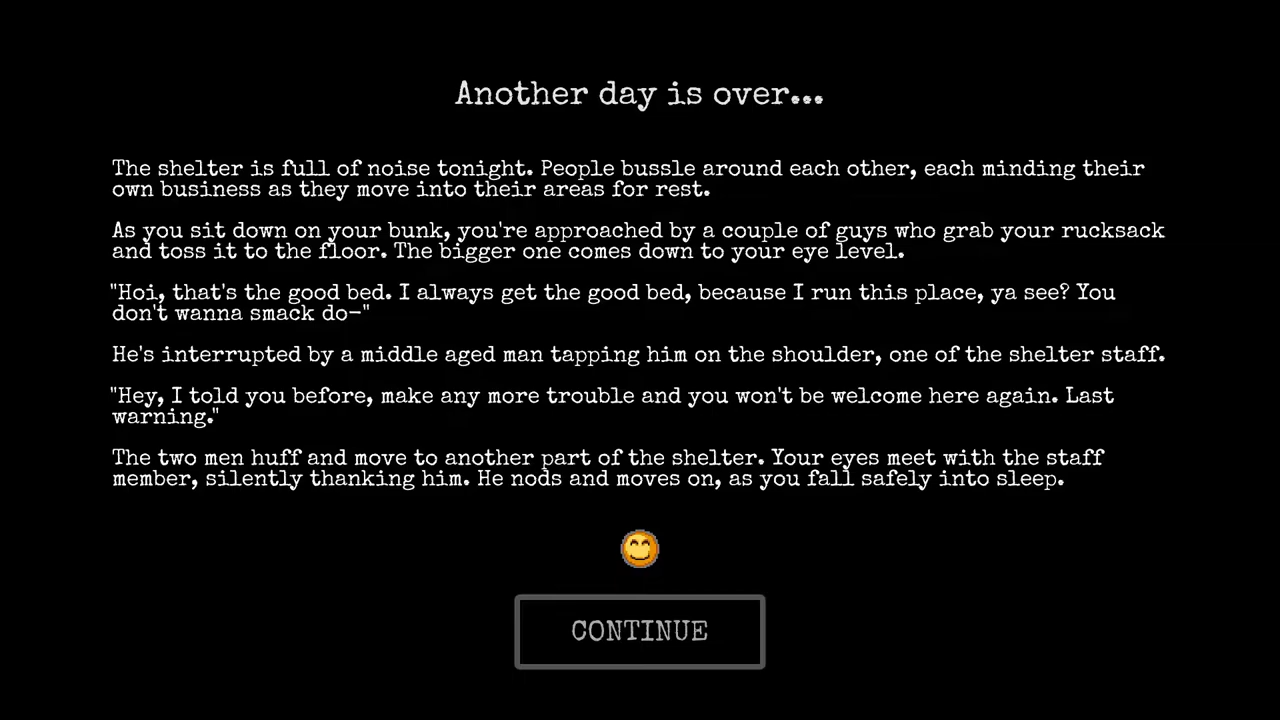 Another day is over...
The shelter is full of noise tonight. People bussle around each other, each minding their
own business as they move into their areas for rest.
As you sit down on your bunk, you're approached by a couple of guys who grab your rucksack
and toss it to the floor. The bigger one comes down to your eye level.
"Hoi, that's the good bed. I always get the good bed, because I run this place, ya see? You
don't wanna smack do-"
He's interrupted by a middle aged man tapping him on the shoulder, one of the shelter staff.
"Hey, I told you before, make any more trouble and you won't be welcome here again. Last
warning."
The two men huff and move to another part of the shelter. Your eyes meet with the staff
member, silently thanking him. He nods and moves on, as you fall safely into sleep.
CONTINUE